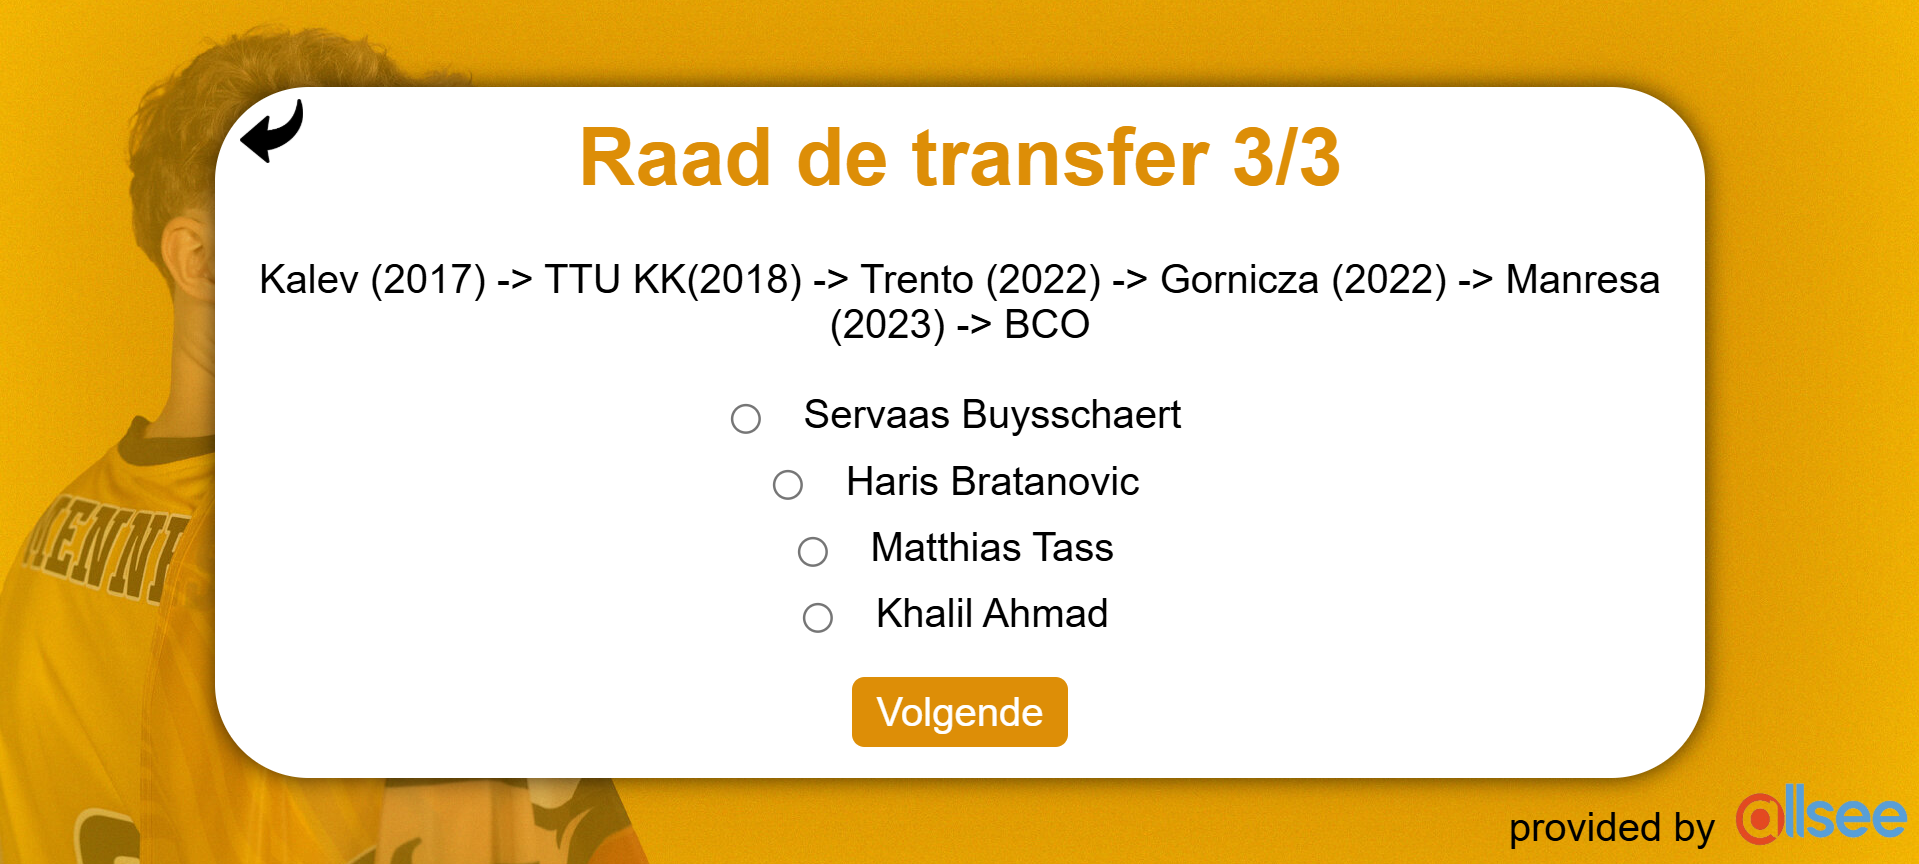 Raad de transfer 3/3
Kalev (2017) -> TTU KK(2018) -> Trento (2022) -> Gornicza (2022) -> Manresa
(2023) -> BCO
Servaas Buysschaert
Haris Bratanovic
Matthias Tass
Khalil Ahmad
Volgende
provided by allsee